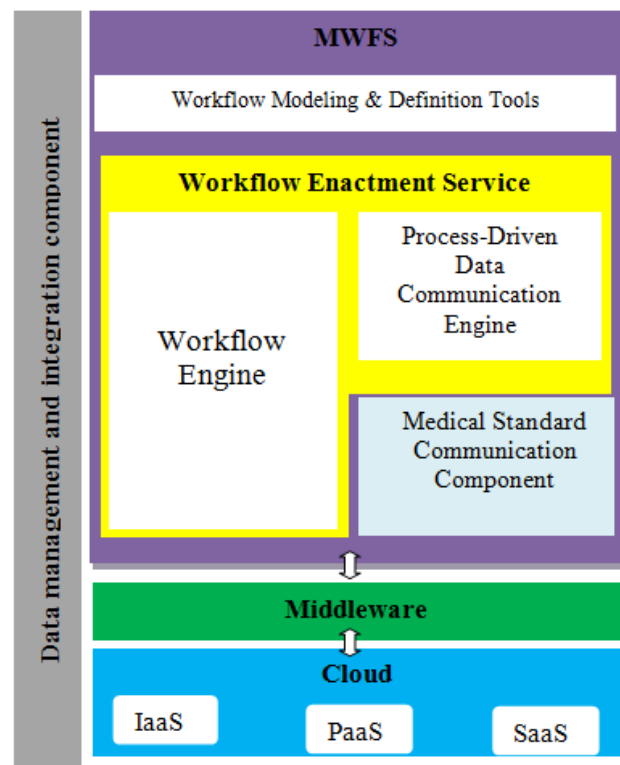 Data management and integration component
MWFS
Workflow Modeling & Definition Tools
Workflow Enactment Service
Workflow
Engine
Process-Driven
Data
Communication
Engine
Medical Standard
Communication
Component
Middleware
Cloud
IaaS
PaaS
SaaS